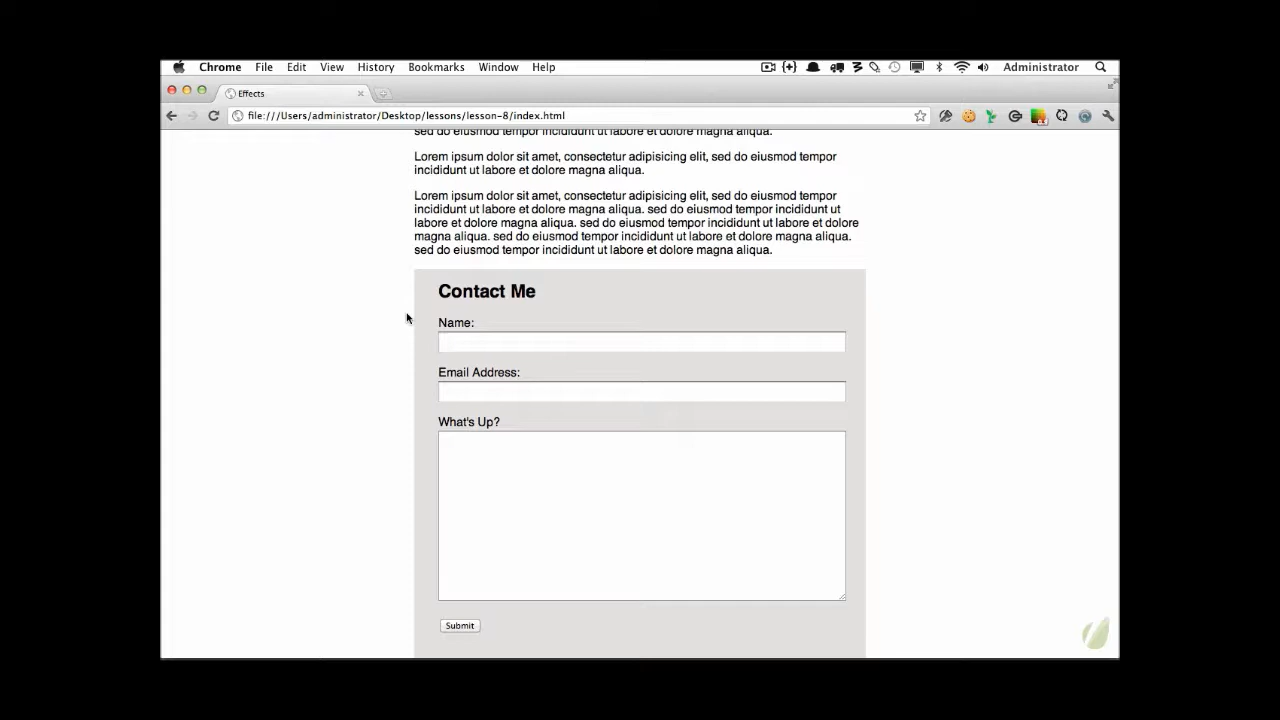 Chrome File Edit View History Bookmarks Window Help Administrator
Effects
file:///Users/administrator/Desktop/lessons/lesson-8/index.html
sed do eiusmod tempor incididunt ut labore et dolore magna aliqua.
Lorem ipsum dolor sit amet, consectetur adipisicing elit, sed do eiusmod tempor
incididunt ut labore et dolore magna aliqua.
Lorem ipsum dolor sit amet, consectetur adipisicing elit, sed do eiusmod tempor
incididunt ut labore et dolore magna aliqua. sed do eiusmod tempor incididunt ut
labore et dolore magna aliqua. sed do eiusmod tempor incididunt ut labore et dolore
magna aliqua. sed do eiusmod tempor incididunt ut labore et dolore magna aliqua.
sed do eiusmod tempor incididunt ut labore et dolore magna aliqua.
Contact Me
Name:
Email Address:
What's Up?
Submit